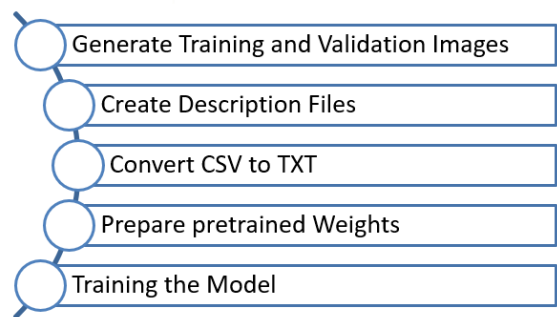 Generate Training and Validation Images
Create Description Files
Convert CSV to TXT
Prepare pretrained Weights
Training the Model